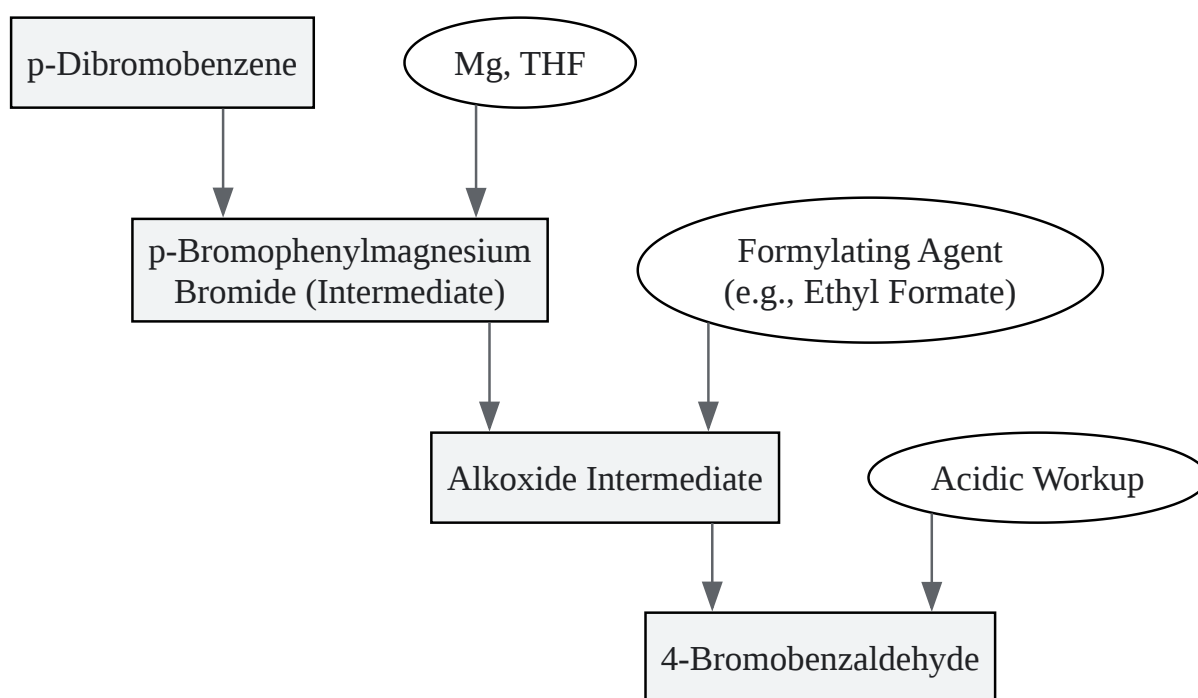 p-Dibromobenzene
Mg, THF
p-Bromophenylmagnesium
Bromide (Intermediate)
Formylating Agent
(e.g., Ethyl Formate)
Alkoxide Intermediate
Acidic Workup
4-Bromobenzaldehyde